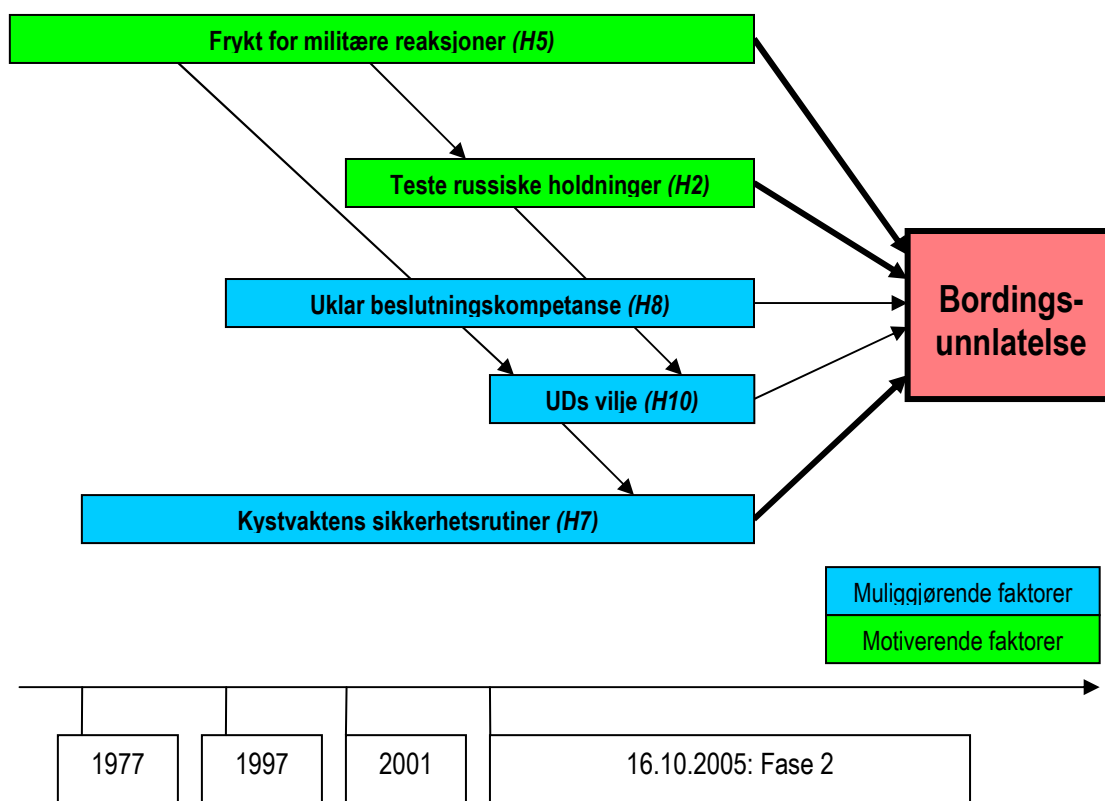 Frykt for militære reaksjoner (H5)
Teste russiske holdninger (H2)
Uklar beslutningskompetanse (H8)
UDs vilje (H10)
Kystvaktens sikkerhetsrutiner (H7)
Bordings-
unnlatelse
Muliggjørende faktorer
Motiverende faktorer
1977
1997
2001
16.10.2005: Fase 2